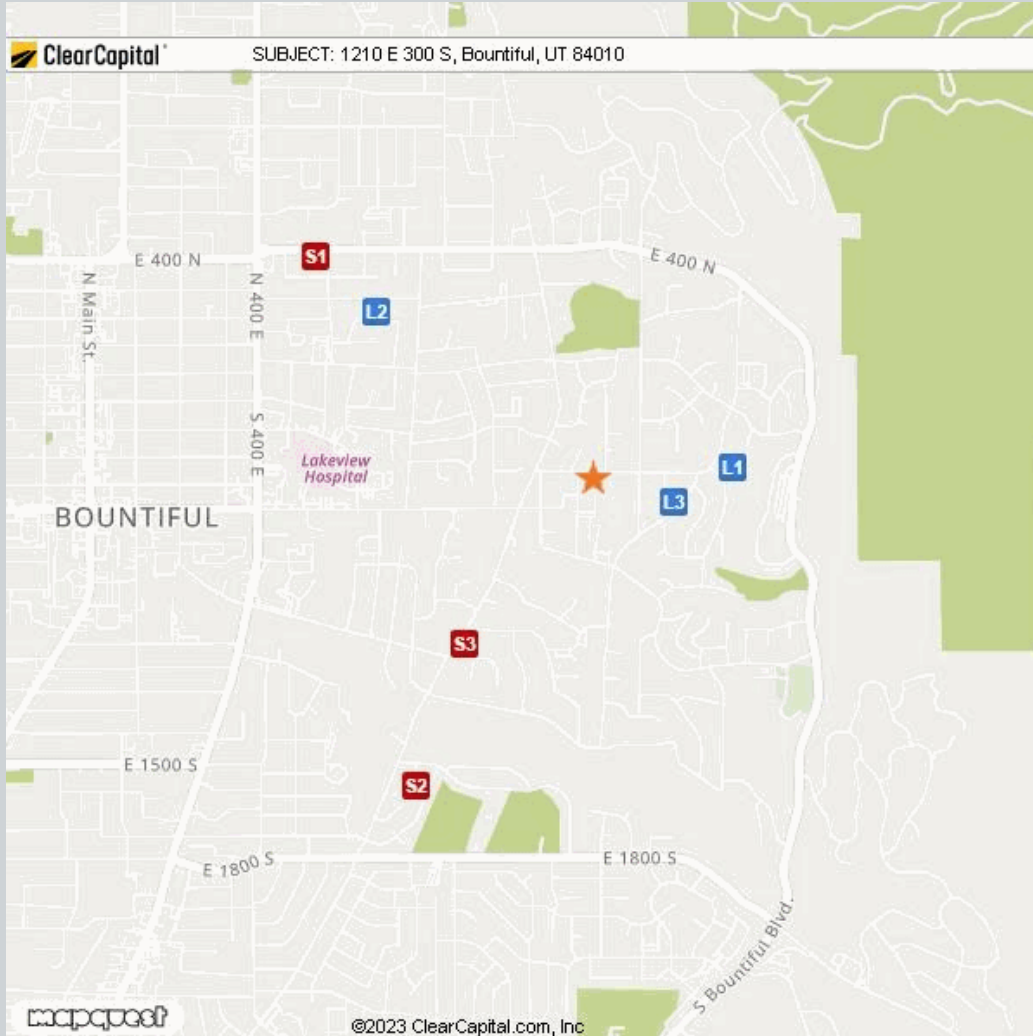 ClearCapital
SUBJECT: 1210 E 300 S, Bountiful, UT 84010
S1
E 400 N
E 400 N
N Main St.
N 400 E
L2
S 400 E
Lakeview
Hospital
L1
L3
BOUNTIFUL
S3
E 1500 S
S2
E 1800 S
E 1800 S
S Bountiful Blvd.
mapquest
©2023 ClearCapital.com, Inc